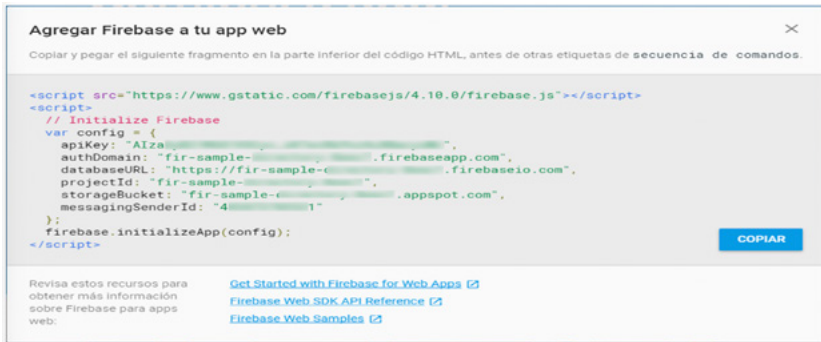 Agregar Firebase a tu app web
Copiar y pegar el siguiente fragmento en la parte inferior del código HTML, antes de otras etiquetas de secuencia de comandos.
<script src="https://www.gstatic.com/firebasejs/4.10.0/firebase.js"></script>
<script>
// Initialize Firebase
var config = {
apiKey: "AIza ",
authDomain: "fir-sample- .firebaseapp.com",
databaseURL: "https://fir-sample- .firebaseio.com",
projectId: "fir-sample- ",
storageBucket: "fir-sample- .appspot.com",
messagingSenderId: "4 1"
};
firebase.initializeApp(config);
</script>
COPIAR
Revisa estos recursos para
obtener más información
sobre Firebase para apps
web:
Get Started with Firebase for Web Apps
Firebase Web SDK API Reference
Firebase Web Samples